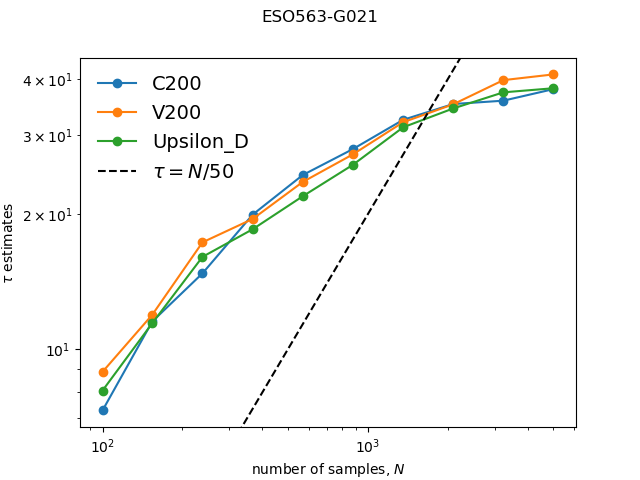 ESO563-G021
C200
V200
Upsilon_D
τ = N/50
τ estimates
4 × 10¹
3 × 10¹
2 × 10¹
10¹
10² 10³
number of samples, N